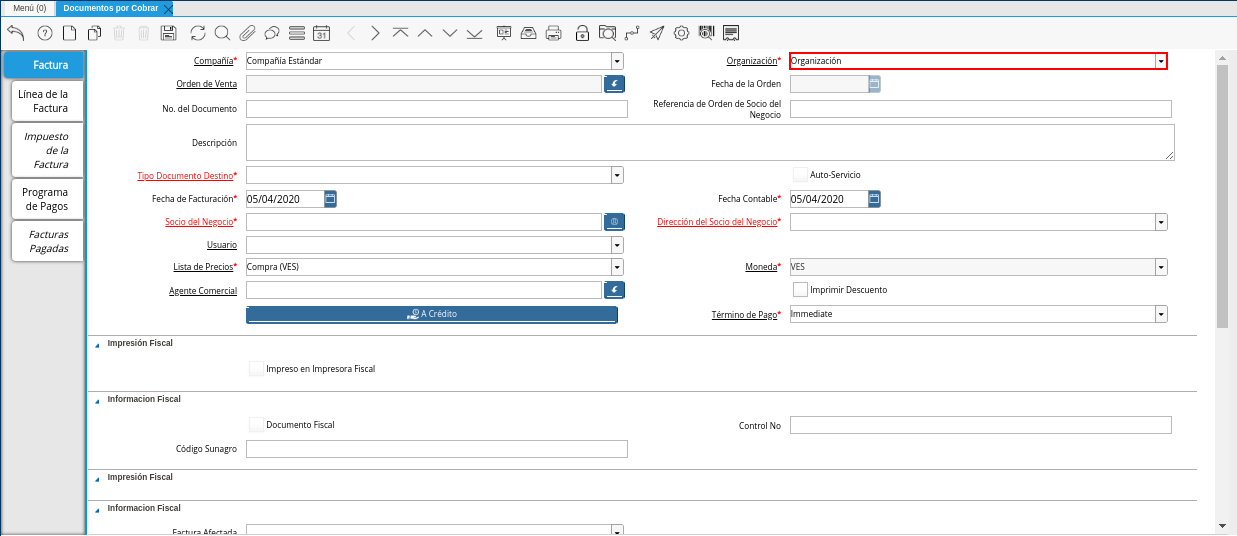 Menú (0)
Documentos por Cobrar
31
Factura
Línea de la
Factura
Impuesto
de la
Factura
Programa
de Pagos
Facturas
Pagadas
Compañía* Compañía Estándar
Organización* Organización
Orden de Venta
Fecha de la Orden
No. del Documento
Referencia de Orden de Socio del
Negocio
Descripción
Tipo Documento Destino*
Auto-Servicio
Fecha de Facturación* 05/04/2020
Fecha Contable* 05/04/2020
Socio del Negocio*
Dirección del Socio del Negocio*
Usuario
Lista de Precios* Compra (VES)
Moneda* VES
Agente Comercial
Imprimir Descuento
A Crédito
Término de Pago* Immediate
Impresión Fiscal
Impreso en Impresora Fiscal
Informacion Fiscal
Documento Fiscal
Control No
Código Sunagro
Impresión Fiscal
Informacion Fiscal
Factura Afectada